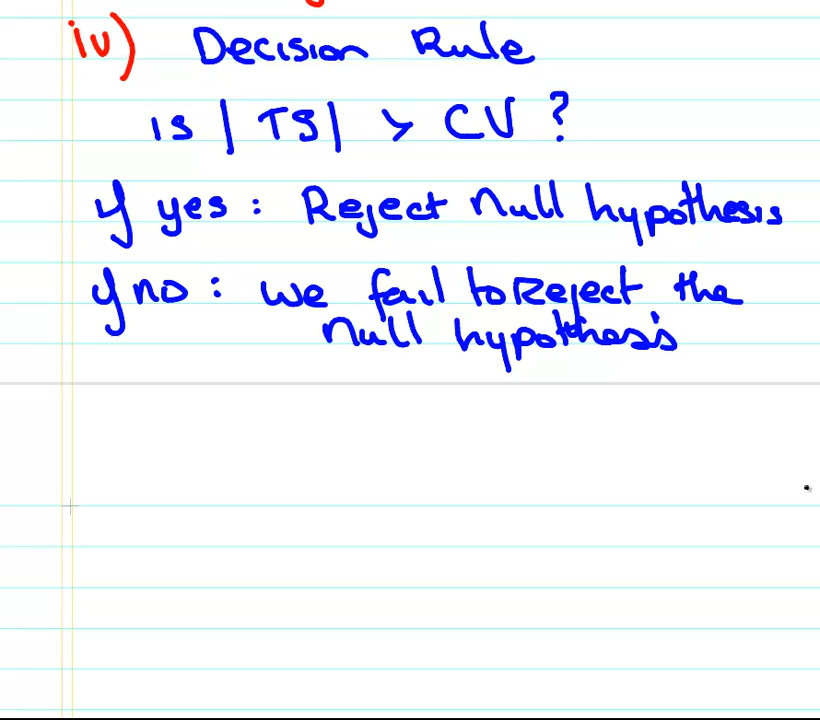 iv) Decision Rule
is |TS| > CV ?
if yes : Reject Null hypothesis
if no : we fail to Reject the
Null hypothesis